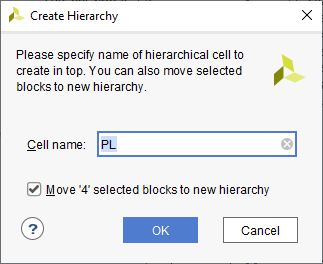 Create Hierarchy
Please specify name of hierarchical cell to
create in top. You can also move selected
blocks to new hierarchy.
Cell name: PL
Move '4' selected blocks to new hierarchy
? OK Cancel